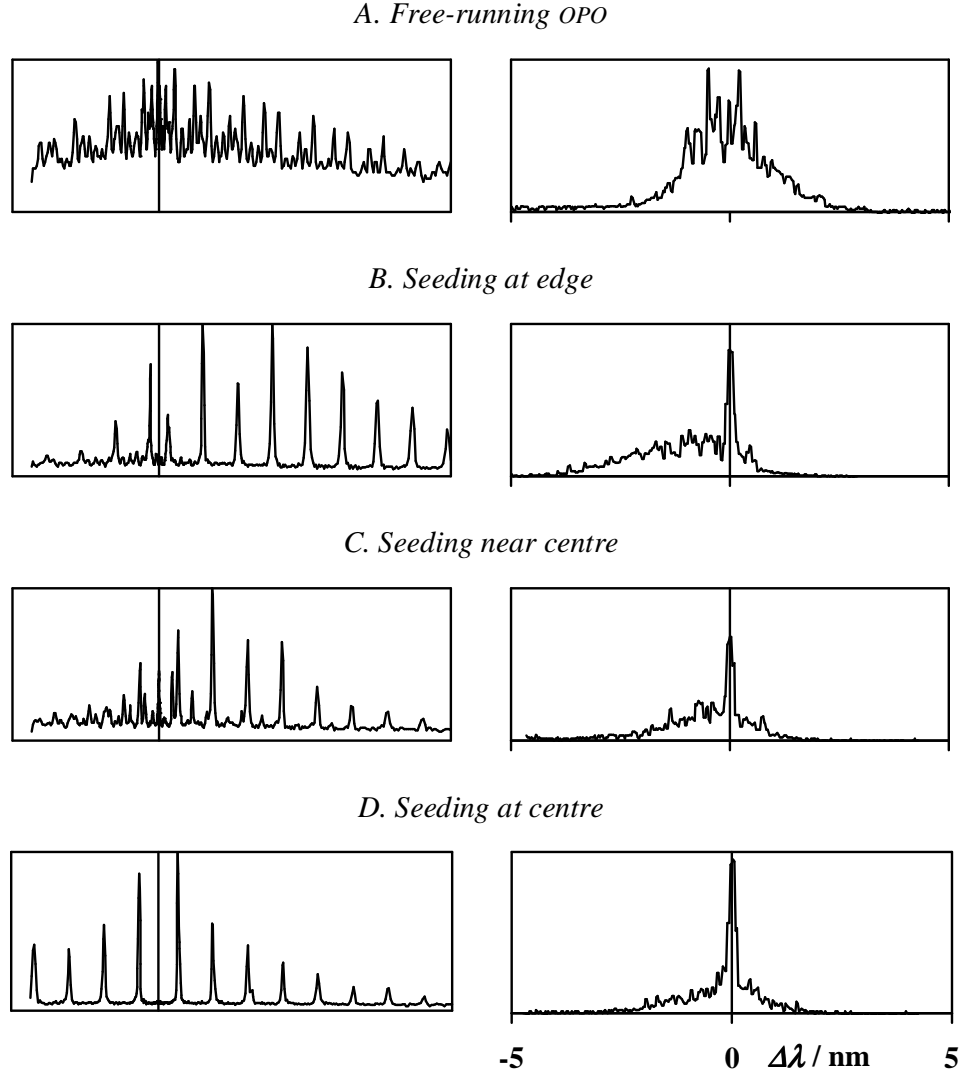 A. Free-running OPO
B. Seeding at edge
C. Seeding near centre
D. Seeding at centre
-5 0 Δλ / nm 5